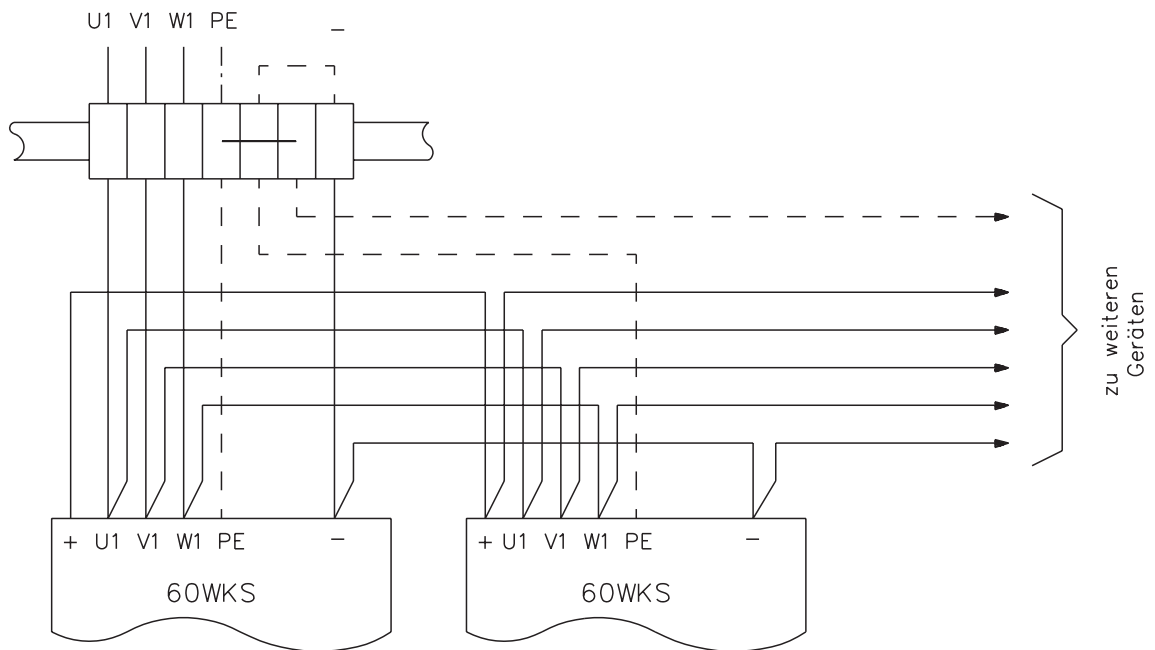 U1 V1 W1 PE −
zu weiteren
Geräten
+ U1 V1 W1 PE −
60WKS
+ U1 V1 W1 PE −
60WKS